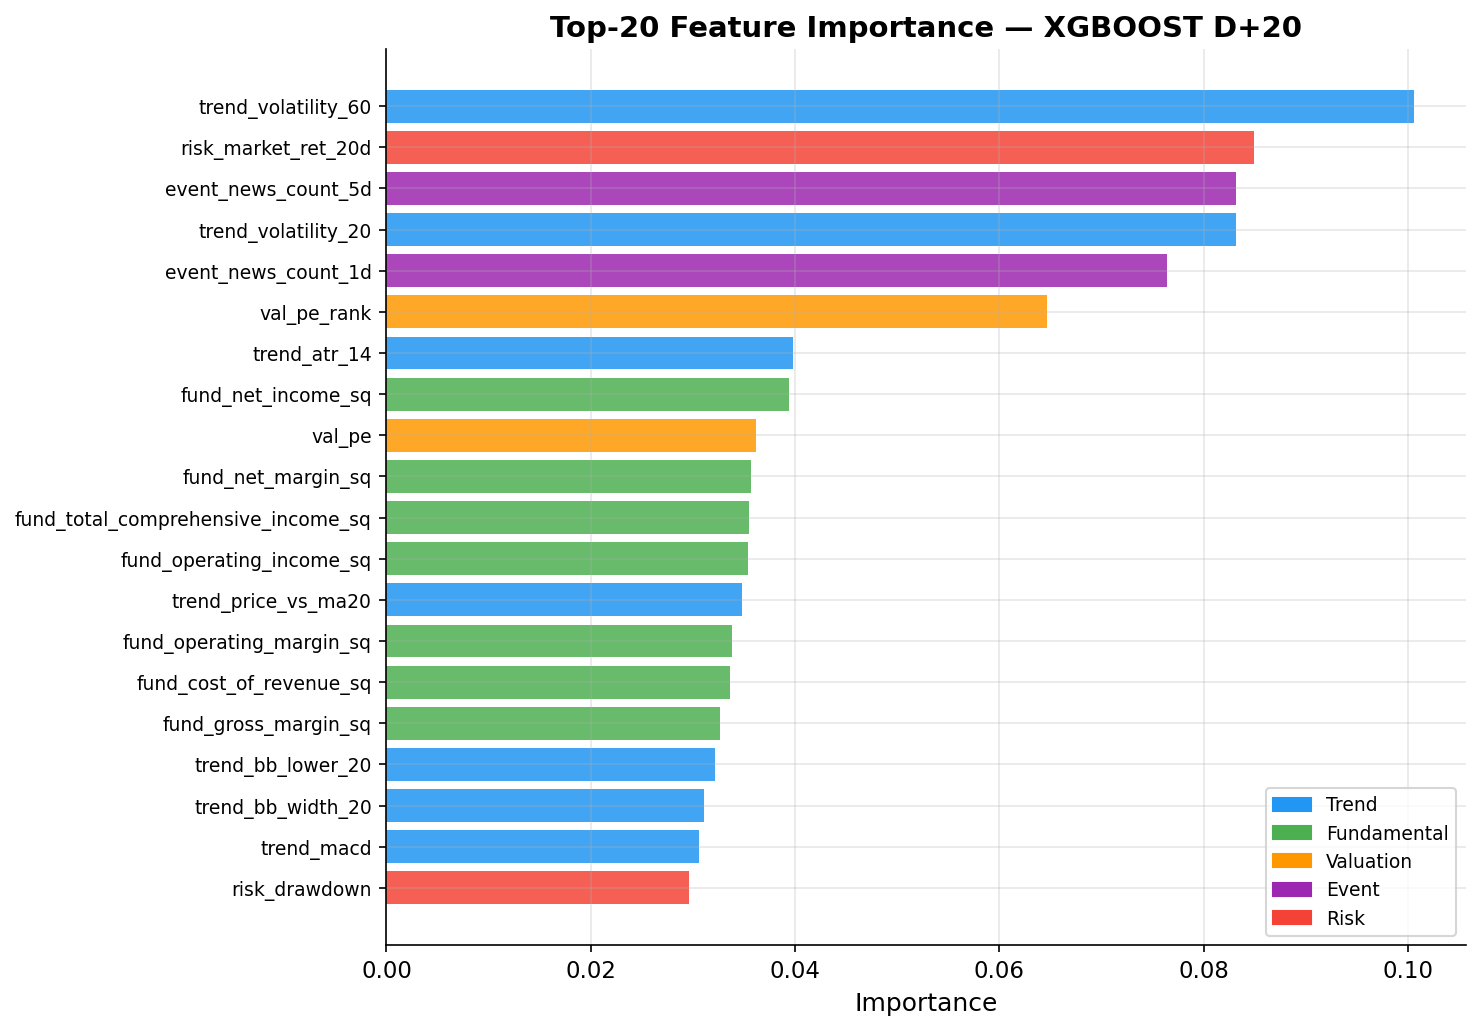 Top-20 Feature Importance — XGBOOST D+20
trend_volatility_60
risk_market_ret_20d
event_news_count_5d
trend_volatility_20
event_news_count_1d
val_pe_rank
trend_atr_14
fund_net_income_sq
val_pe
fund_net_margin_sq
fund_total_comprehensive_income_sq
fund_operating_income_sq
trend_price_vs_ma20
fund_operating_margin_sq
fund_cost_of_revenue_sq
fund_gross_margin_sq
trend_bb_lower_20
trend_bb_width_20
trend_macd
risk_drawdown
Trend
Fundamental
Valuation
Event
Risk
0.00 0.02 0.04 0.06 0.08 0.10
Importance